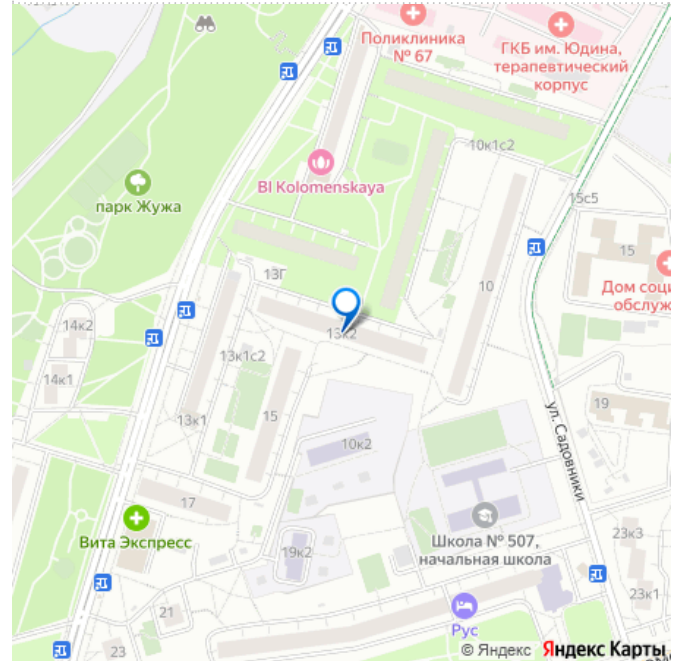 Поликлиника
№ 67
ГКБ им. Юдина,
терапевтический
корпус
10к1с2
BI Kolomenskaya
парк Жужа
15с5
15
13Г
10
Дом соци
обслуж
14к2
13к2
13к1с2
14к1
15
19
13к1
ул. Садовники
10к2
17
Вита Экспресс
Школа № 507,
начальная школа
19к2
23к3
21
Рус
23к1
23
© Яндекс Яндекс Карты